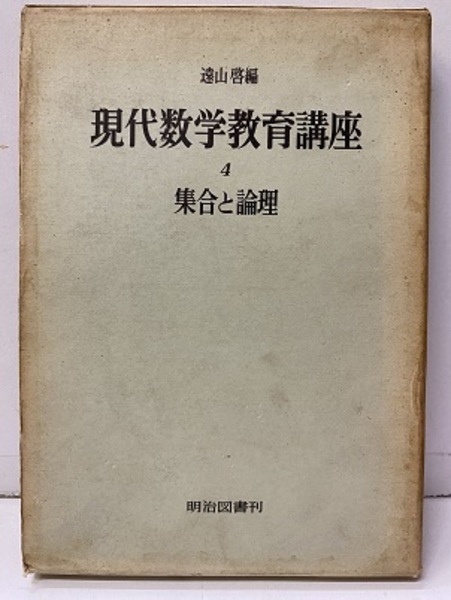 遠山啓編
現代数学教育講座
4
集合と論理
明治図書刊